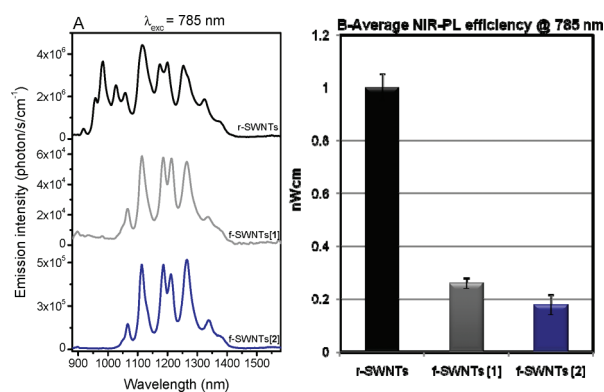 A
λexc = 785 nm
Emission intensity (photon/s/cm⁻¹)
4x10⁶
2x10⁶
0
r-SWNTs
6x10⁴
4x10⁴
2x10⁴
0
f-SWNTs[1]
5x10⁵
3x10⁵
0
f-SWNTs[2]
900 1000 1100 1200 1300 1400 1500
Wavelength (nm)
B-Average NIR-PL efficiency @ 785 nm
nWcm
1.2
1
0.8
0.6
0.4
0.2
0
r-SWNTs f-SWNTs [1] f-SWNTs [2]